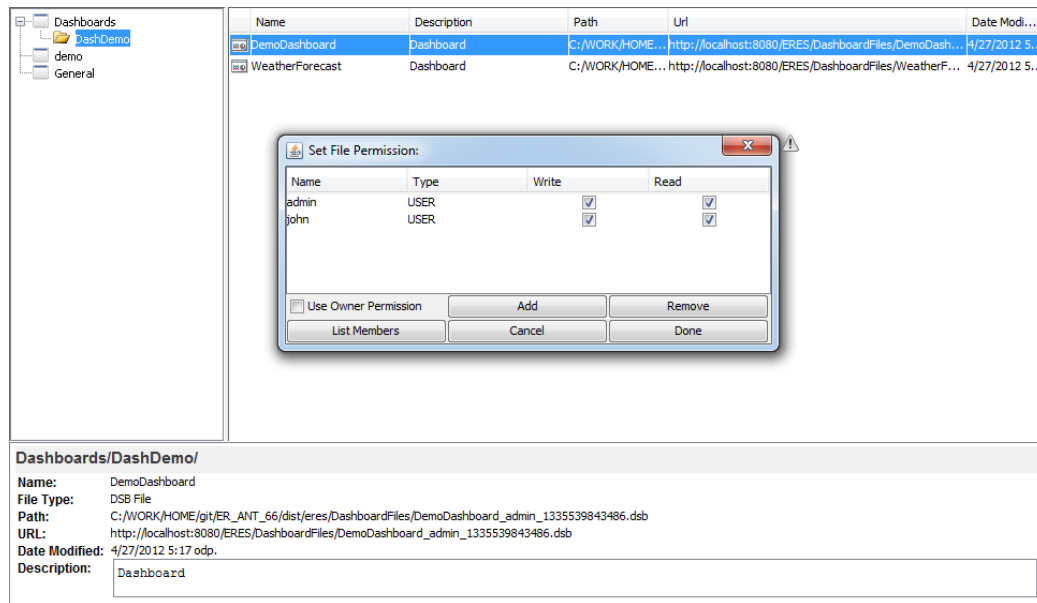 Dashboards
DashDemo
demo
General
Name Description Path Url Date Modi...
DemoDashboard Dashboard C:/WORK/HOME... http://localhost:8080/ERES/DashboardFiles/DemoDash... 4/27/2012 5..
WeatherForecast Dashboard C:/WORK/HOME... http://localhost:8080/ERES/DashboardFiles/WeatherF... 4/27/2012 5..
Set File Permission:
Name Type Write Read
admin USER
john USER
Use Owner Permission Add Remove
List Members Cancel Done
Dashboards/DashDemo/
Name: DemoDashboard
File Type: DSB File
Path: C:/WORK/HOME/git/ER_ANT_66/dist/eres/DashboardFiles/DemoDashboard_admin_1335539843486.dsb
URL: http://localhost:8080/ERES/DashboardFiles/DemoDashboard_admin_1335539843486.dsb
Date Modified: 4/27/2012 5:17 odp.
Description: Dashboard